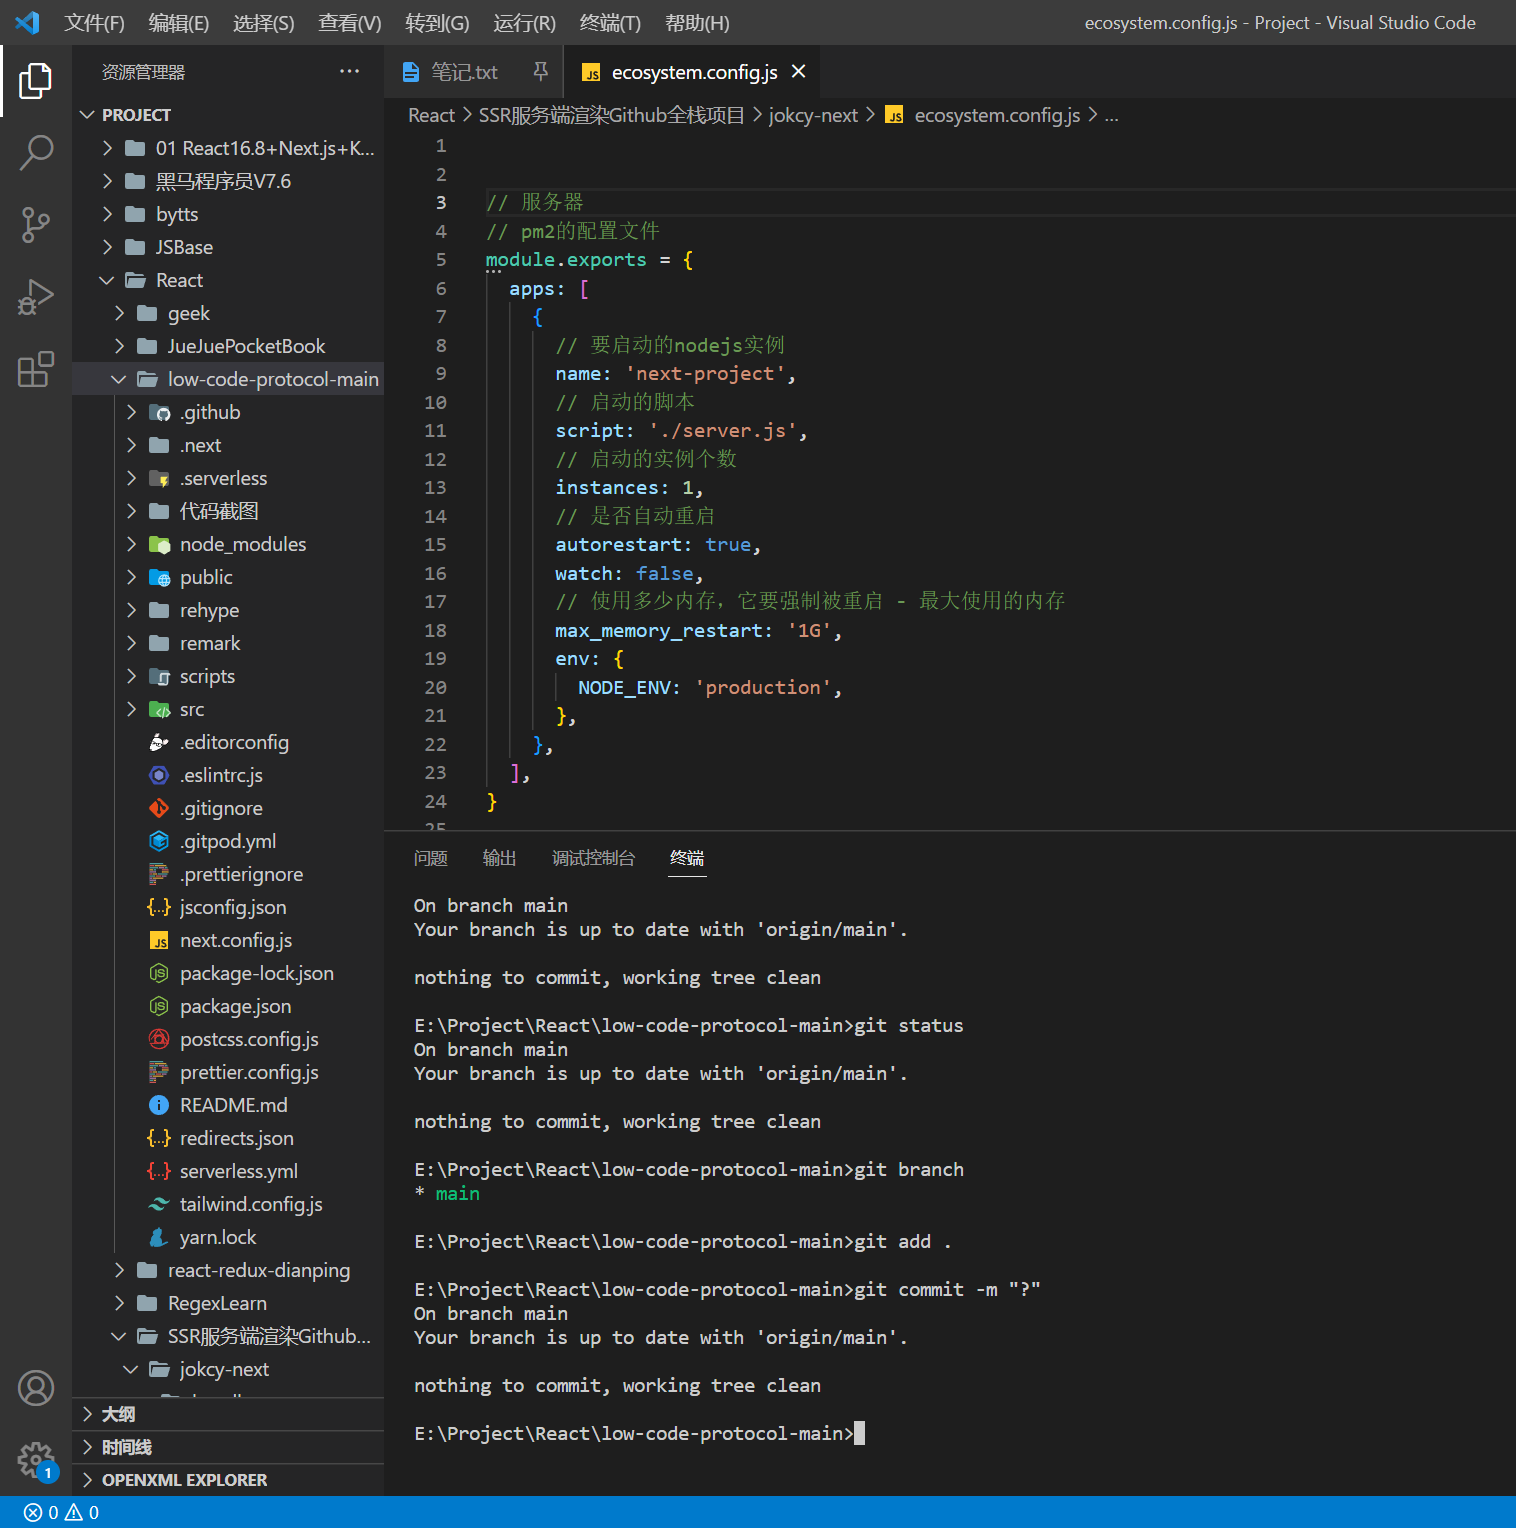 文件(F) 编辑(E) 选择(S) 查看(V) 转到(G) 运行(R) 终端(T) 帮助(H) ecosystem.config.js - Project - Visual Studio Code
资源管理器 ...
PROJECT
01 React16.8+Next.js+K...
黑马程序员V7.6
bytts
JSBase
React
geek
JueJuePocketBook
low-code-protocol-main
.github
.next
.serverless
代码截图
node_modules
public
rehype
remark
scripts
src
.editorconfig
.eslintrc.js
.gitignore
.gitpod.yml
.prettierignore
jsconfig.json
next.config.js
package-lock.json
package.json
postcss.config.js
prettier.config.js
README.md
redirects.json
serverless.yml
tailwind.config.js
yarn.lock
react-redux-dianping
RegexLearn
SSR服务端渲染Github...
jokcy-next
大纲
时间线
OPENXML EXPLORER
1
0 0
笔记.txt ecosystem.config.js
React > SSR服务端渲染Github全栈项目 > jokcy-next > JS ecosystem.config.js > ...
1
2
3 // 服务器
4 // pm2的配置文件
5 module.exports = {
6 apps: [
7 {
8 // 要启动的nodejs实例
9 name: 'next-project',
10 // 启动的脚本
11 script: './server.js',
12 // 启动的实例个数
13 instances: 1,
14 // 是否自动重启
15 autorestart: true,
16 watch: false,
17 // 使用多少内存，它要强制被重启 - 最大使用的内存
18 max_memory_restart: '1G',
19 env: {
20 NODE_ENV: 'production',
21 },
22 },
23 ],
24 }
25
问题 输出 调试控制台 终端
On branch main
Your branch is up to date with 'origin/main'.
nothing to commit, working tree clean
E:\Project\React\low-code-protocol-main>git status
On branch main
Your branch is up to date with 'origin/main'.
nothing to commit, working tree clean
E:\Project\React\low-code-protocol-main>git branch
* main
E:\Project\React\low-code-protocol-main>git add .
E:\Project\React\low-code-protocol-main>git commit -m "?"
On branch main
Your branch is up to date with 'origin/main'.
nothing to commit, working tree clean
E:\Project\React\low-code-protocol-main>